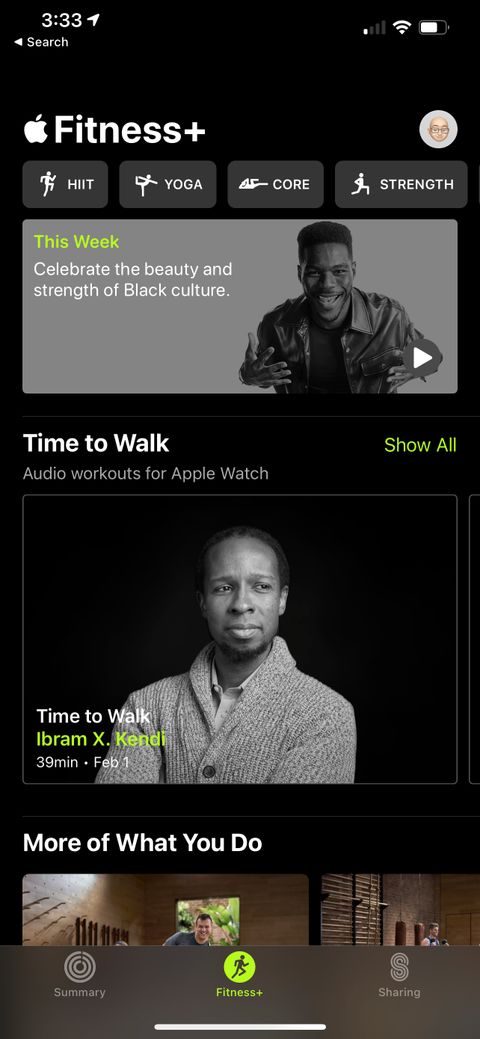 3:33
Search
Fitness+
HIIT
YOGA
CORE
STRENGTH
This Week
Celebrate the beauty and
strength of Black culture.
Time to Walk
Show All
Audio workouts for Apple Watch
Time to Walk
Ibram X. Kendi
39min • Feb 1
More of What You Do
Summary
Fitness+
Sharing